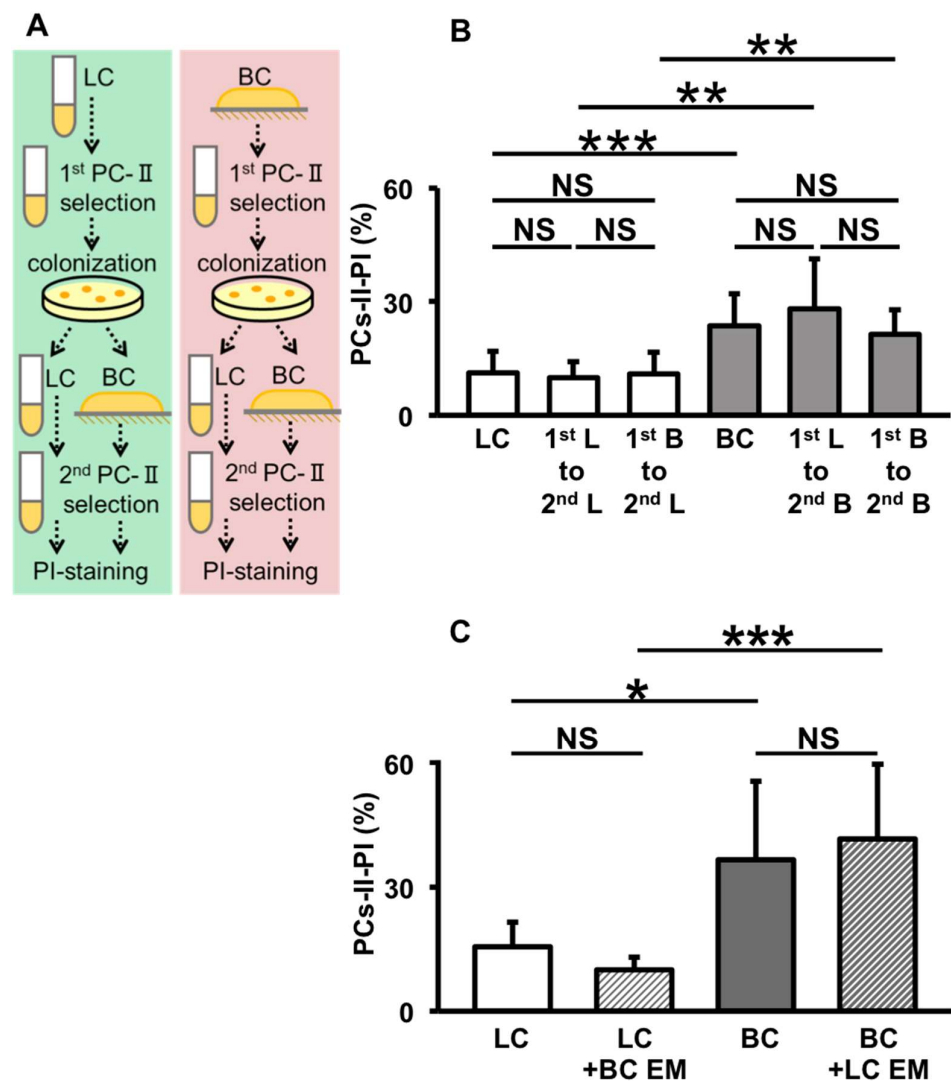 A
LC
1st PC-Ⅱ
selection
colonization
LC
BC
2nd PC-Ⅱ
selection
PI-staining
BC
1st PC-Ⅱ
selection
colonization
LC
BC
2nd PC-Ⅱ
selection
PI-staining
B
**
**
***
NS
NS
NS
NS
NS
NS
PCs-II-PI (%)
60
30
0
LC
1st L
to
2nd L
1st B
to
2nd L
BC
1st L
to
2nd B
1st B
to
2nd B
C
***
*
NS
NS
PCs-II-PI (%)
60
30
0
LC
LC
+BC EM
BC
BC
+LC EM